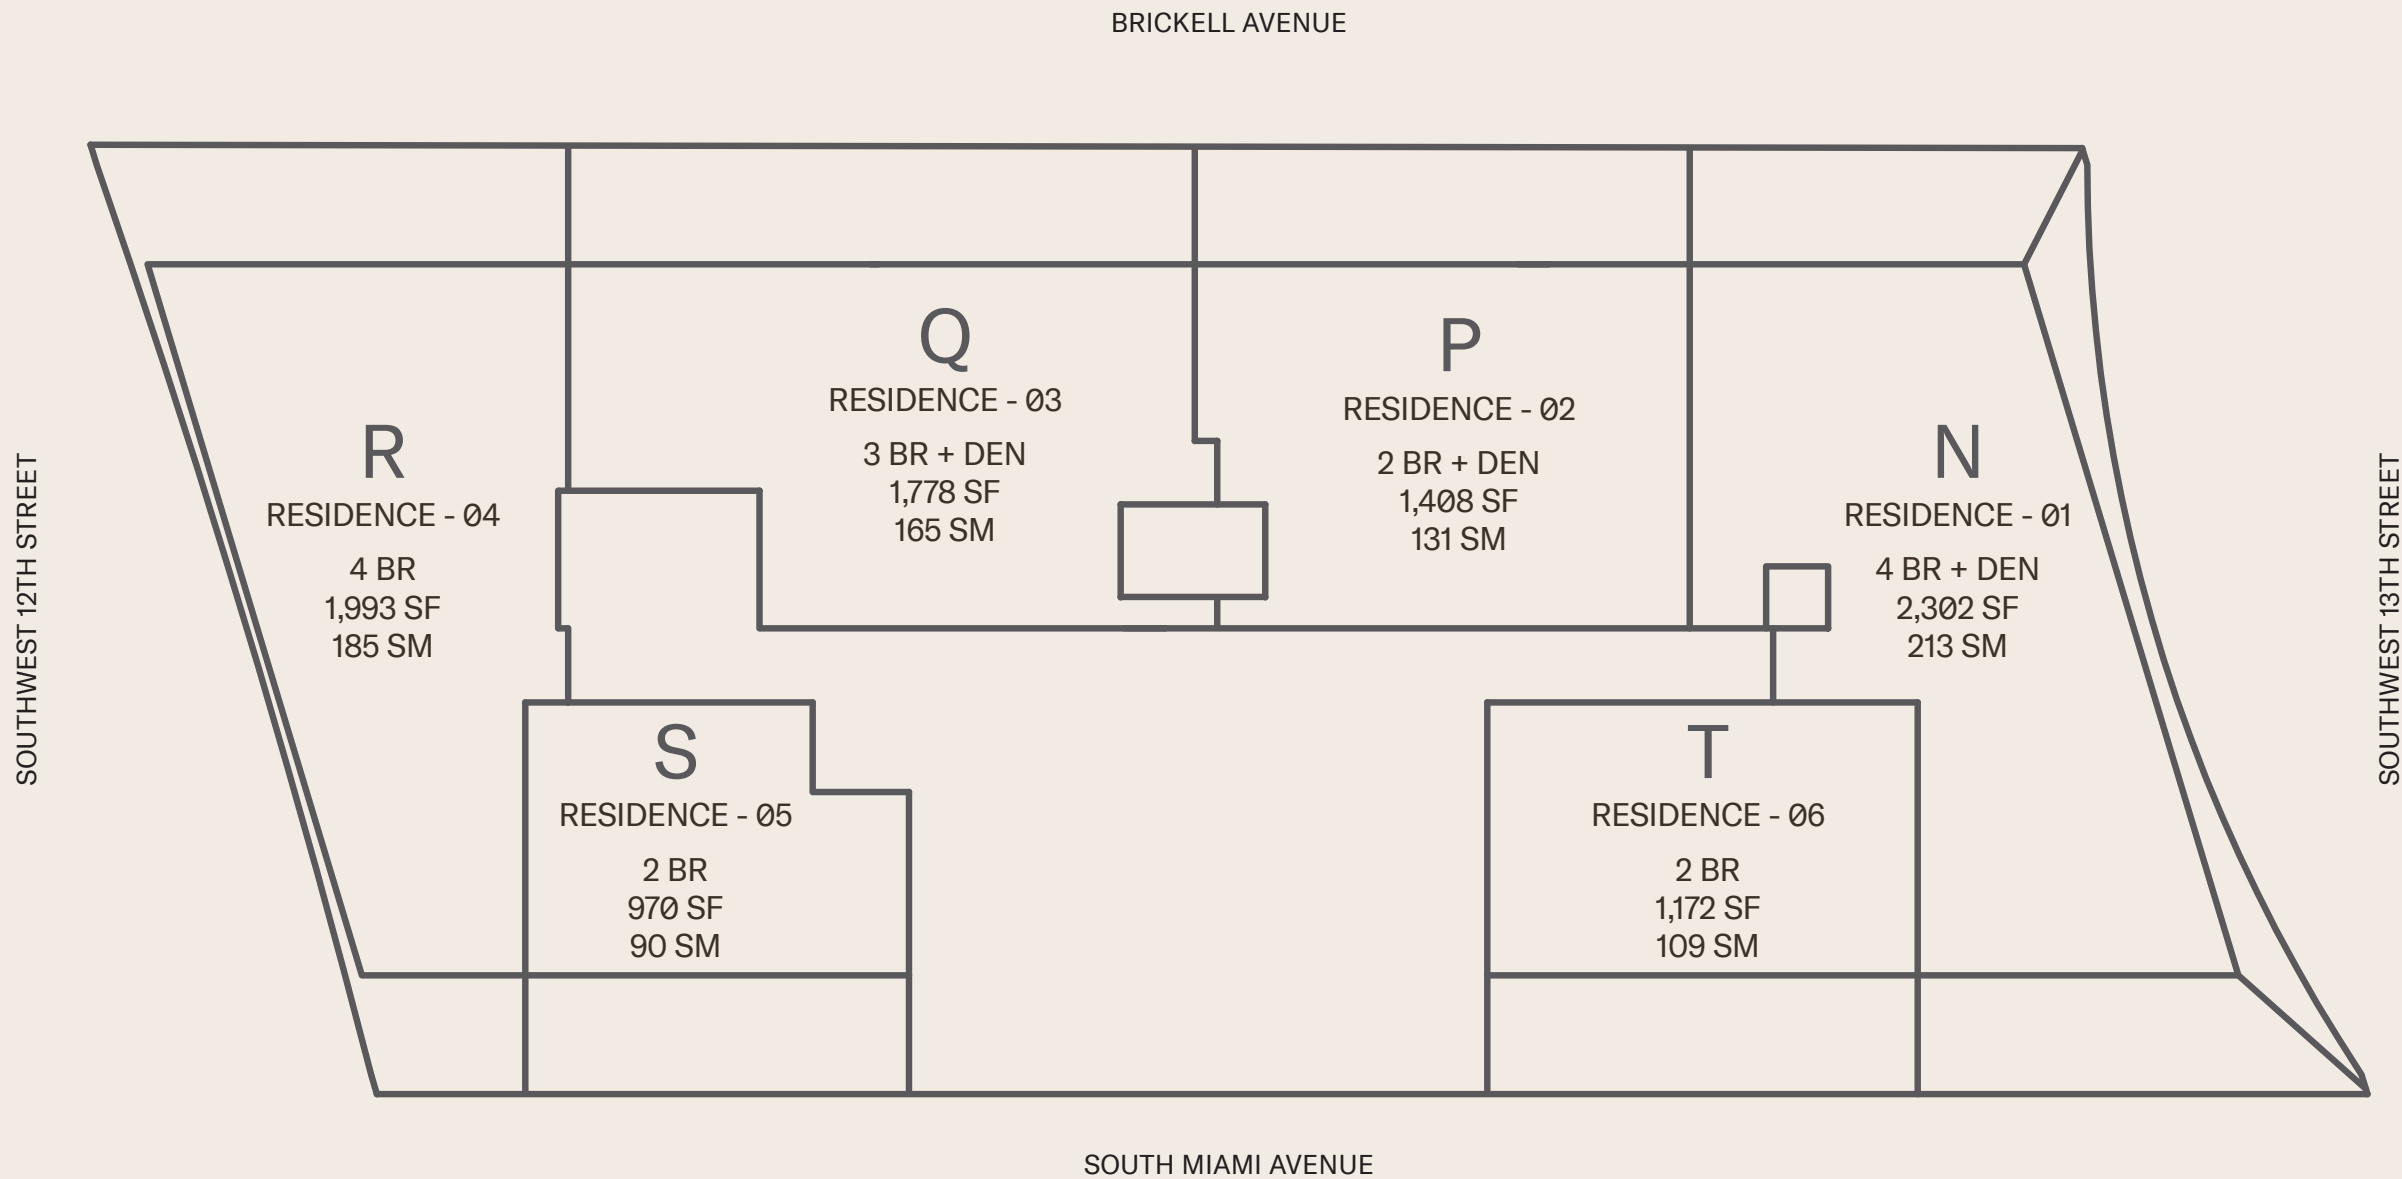 BRICKELL AVENUE
SOUTHWEST 12TH STREET
R
RESIDENCE - 04
4 BR
1,993 SF
185 SM
Q
RESIDENCE - 03
3 BR + DEN
1,778 SF
165 SM
P
RESIDENCE - 02
2 BR + DEN
1,408 SF
131 SM
N
RESIDENCE - 01
4 BR + DEN
2,302 SF
213 SM
S
RESIDENCE - 05
2 BR
970 SF
90 SM
T
RESIDENCE - 06
2 BR
1,172 SF
109 SM
SOUTHWEST 13TH STREET
SOUTH MIAMI AVENUE